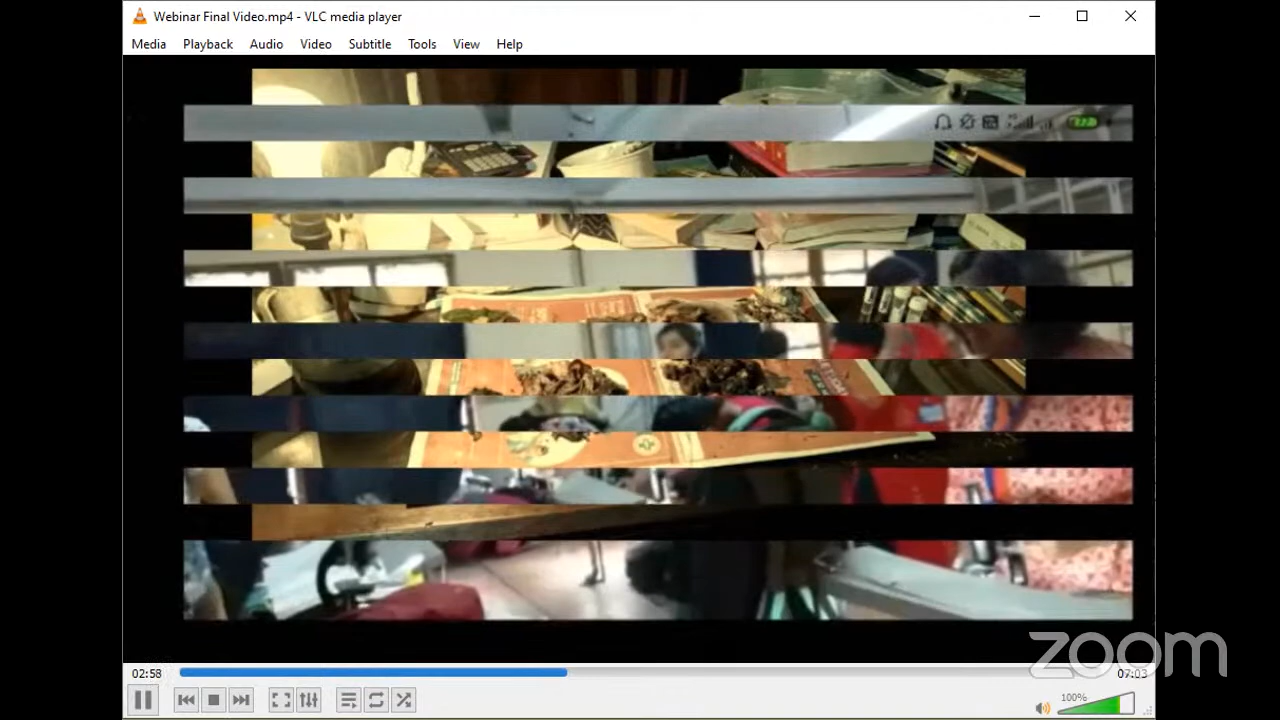 Webinar Final Video.mp4 - VLC media player
Media Playback Audio Video Subtitle Tools View Help
zoom
02:58
07:03
100%